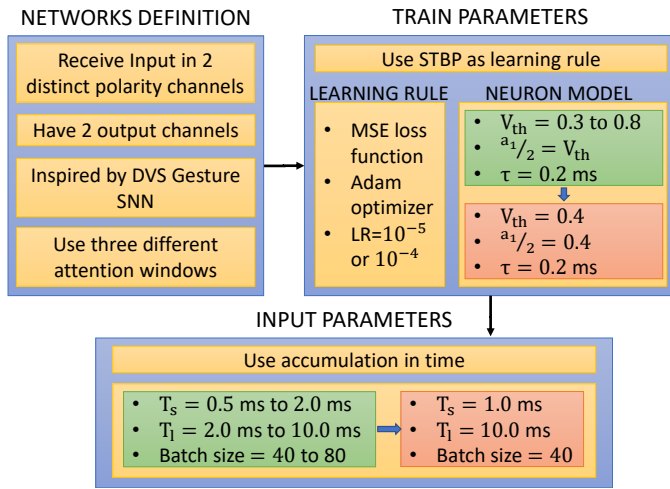 NETWORKS DEFINITION
Receive Input in 2
distinct polarity channels
Have 2 output channels
Inspired by DVS Gesture
SNN
Use three different
attention windows
TRAIN PARAMETERS
Use STBP as learning rule
LEARNING RULE
• MSE loss
function
• Adam
optimizer
• LR=10⁻⁵
or 10⁻⁴
NEURON MODEL
• V_th = 0.3 to 0.8
• a₁/2 = V_th
• τ = 0.2 ms
• V_th = 0.4
• a₁/2 = 0.4
• τ = 0.2 ms
INPUT PARAMETERS
Use accumulation in time
• T_s = 0.5 ms to 2.0 ms
• T_l = 2.0 ms to 10.0 ms
• Batch size = 40 to 80
• T_s = 1.0 ms
• T_l = 10.0 ms
• Batch size = 40